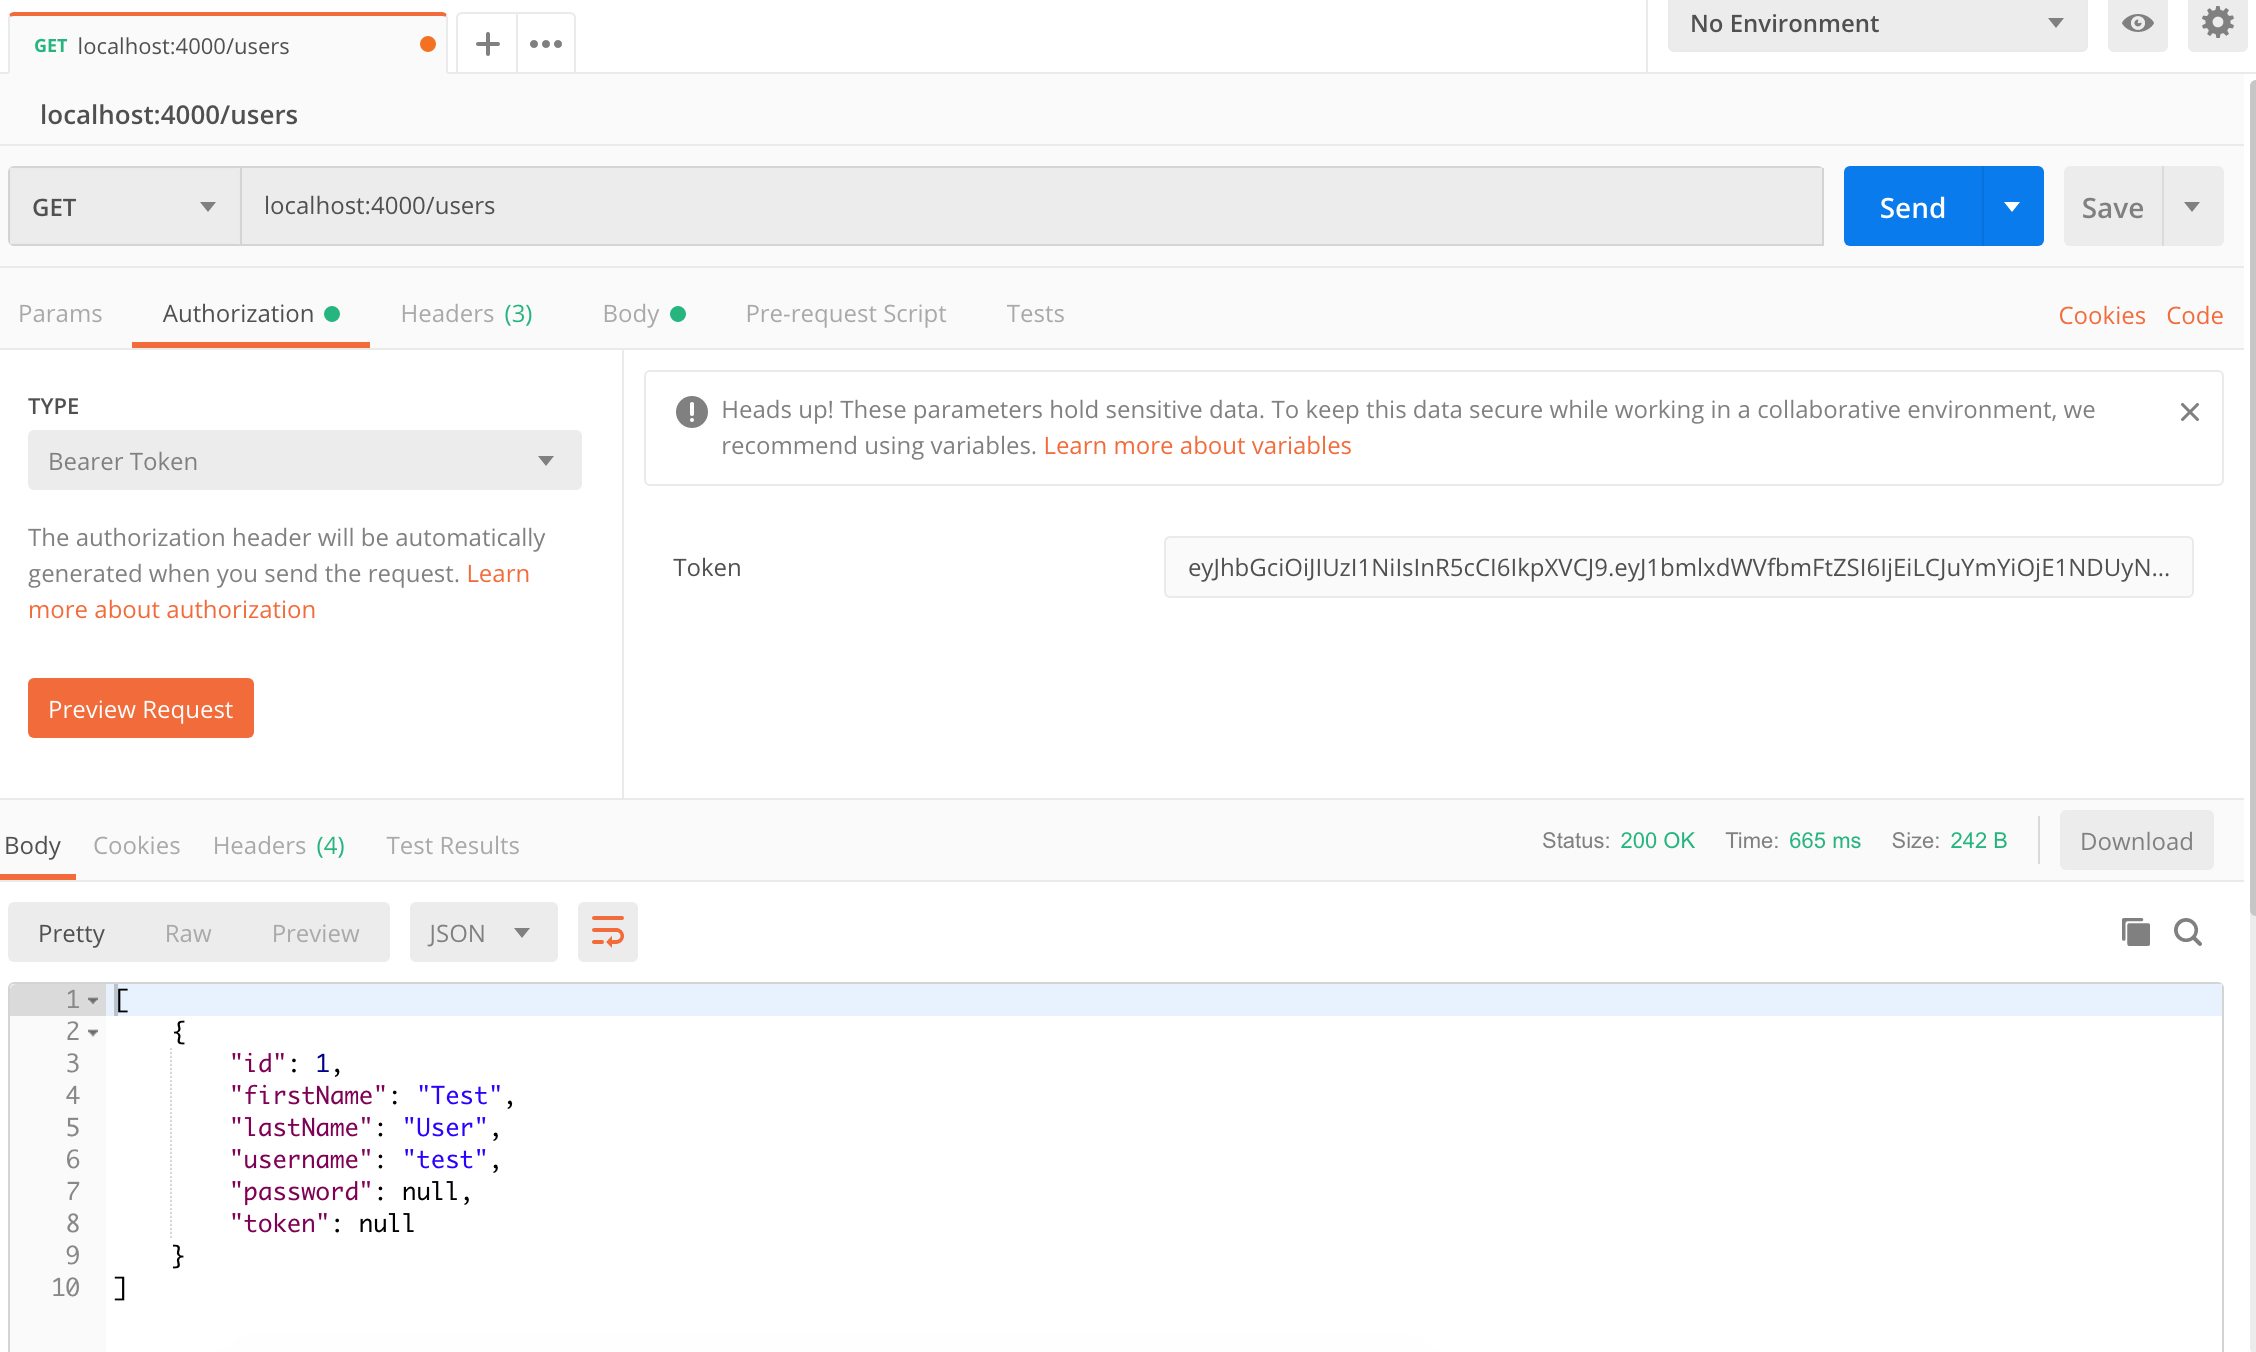 GET localhost:4000/users
No Environment
localhost:4000/users
GET localhost:4000/users Send Save
Params Authorization Headers (3) Body Pre-request Script Tests Cookies Code
TYPE
Bearer Token
The authorization header will be automatically
generated when you send the request. Learn
more about authorization
Preview Request
Heads up! These parameters hold sensitive data. To keep this data secure while working in a collaborative environment, we
recommend using variables. Learn more about variables
Token eyJhbGciOiJIUzI1NiIsInR5cCI6IkpXVCJ9.eyJ1bmlxdWVfbmFtZSI6IjEiLCJuYmYiOjE1NDUyN...
Body Cookies Headers (4) Test Results Status: 200 OK Time: 665 ms Size: 242 B Download
Pretty Raw Preview JSON
1 [
2 {
3 "id": 1,
4 "firstName": "Test",
5 "lastName": "User",
6 "username": "test",
7 "password": null,
8 "token": null
9 }
10 ]